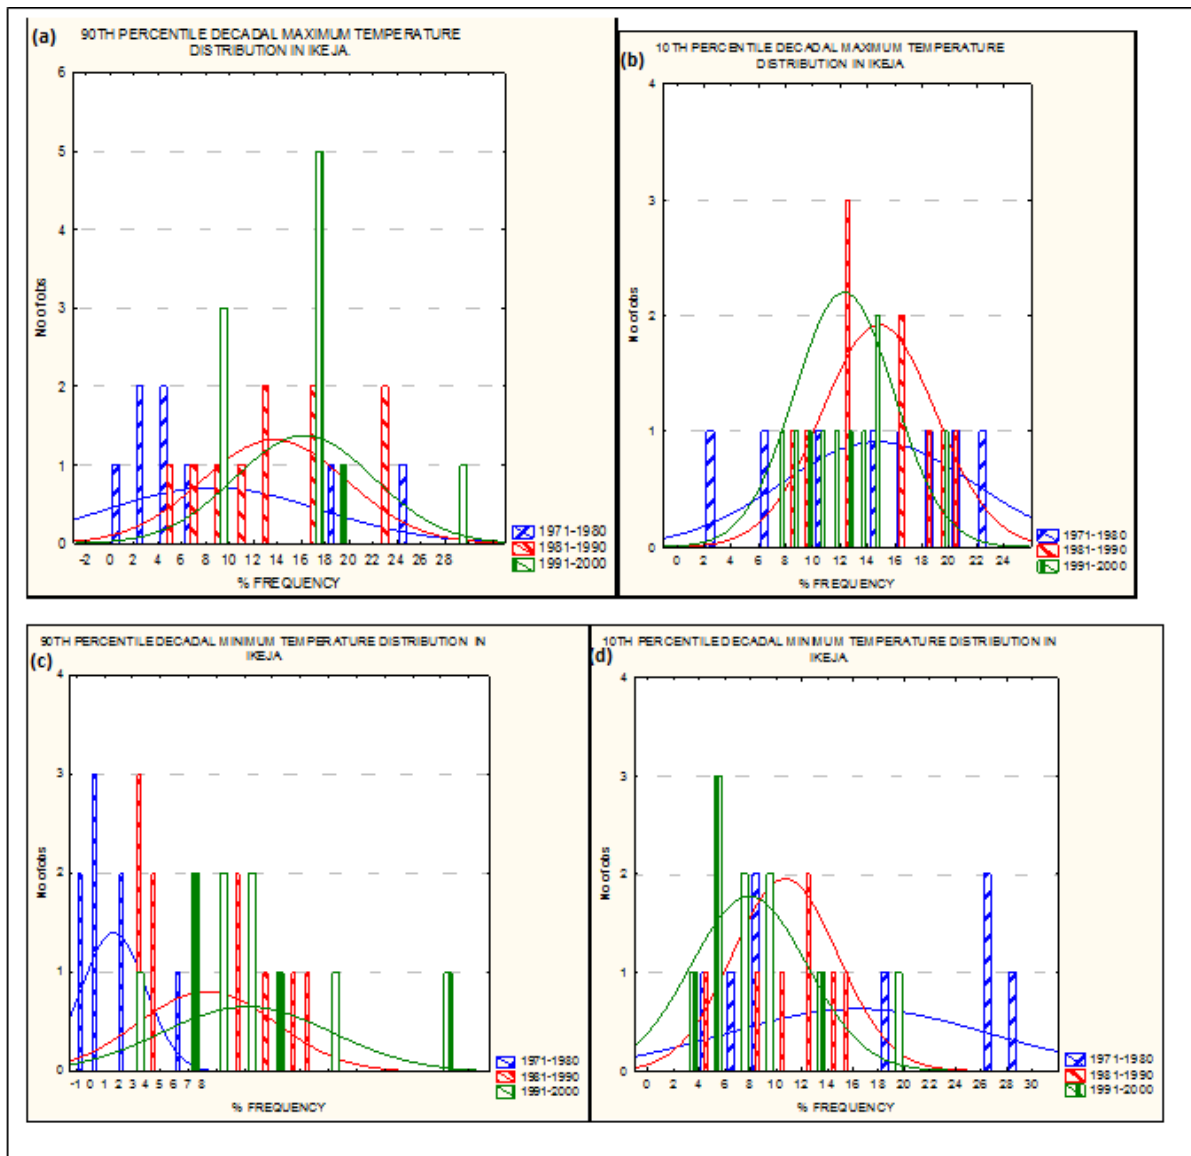 (a)
90TH PERCENTILE DECADAL MAXIMUM TEMPERATURE
DISTRIBUTION IN IKEJA.
6
5
4
3
2
1
0
No of obs
-2 0 2 4 6 8 10 12 14 16 18 20 22 24 26 28
% FREQUENCY
1971-1980
1981-1990
1991-2000
(b)
10TH PERCENTILE DECADAL MAXIMUM TEMPERATURE
DISTRIBUTION IN IKEJA
4
3
2
1
0
No of obs
0 2 4 6 8 10 12 14 16 18 20 22 24
% FREQUENCY
1971-1980
1981-1990
1991-2000
(c)
90TH PERCENTILE DECADAL MINIMUM TEMPERATURE DISTRIBUTION IN
IKEJA
4
3
2
1
0
No of obs
-1 0 1 2 3 4 5 6 7 8
% FREQUENCY
1971-1980
1981-1990
1991-2000
(d)
10TH PERCENTILE DECADAL MINIMUM TEMPERATURE DISTRIBUTION IN
IKEJA.
4
3
2
1
0
No of obs
0 2 4 6 8 10 12 14 16 18 20 22 24 26 28 30
% FREQUENCY
1971-1980
1981-1990
1991-2000